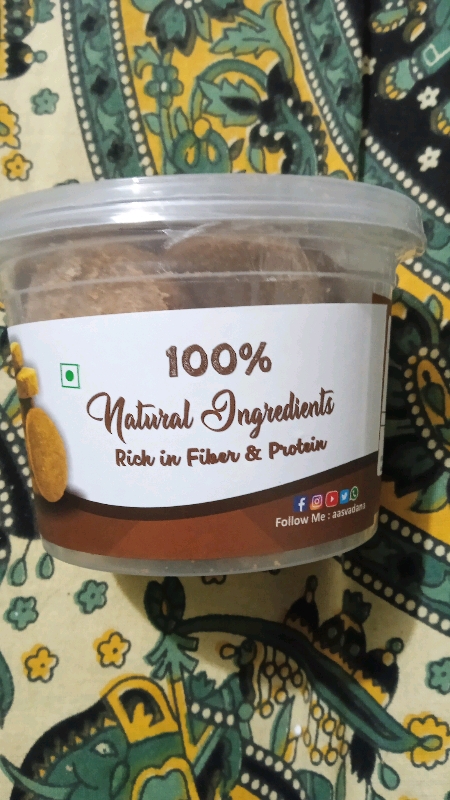 100%
Natural Ingredients
Rich in Fiber & Protein
Follow Me : aasvadana